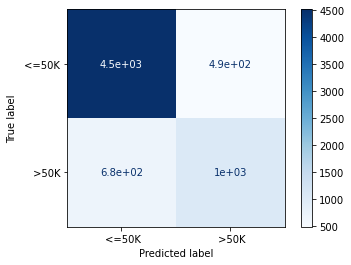 4500
4000
3500
3000
2500
2000
1500
1000
500
True label
<=50K
>50K
4.5e+03 4.9e+02
6.8e+02 1e+03
<=50K >50K
Predicted label